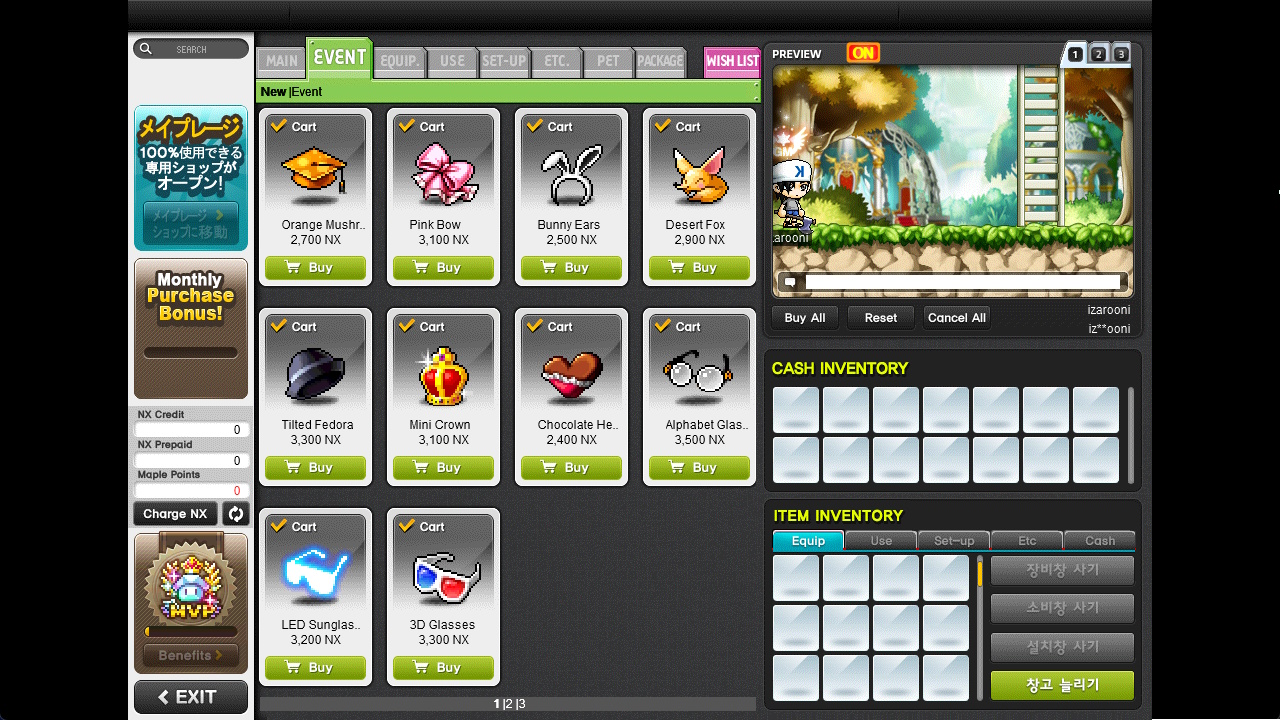 SEARCH
メイプレージ
100%使用できる
専用ショップが
オープン!
メイプレージ
ショップに移動
Monthly
Purchase
Bonus!
NX Credit
0
NX Prepaid
0
Maple Points
0
Charge NX
MVP
Benefits
EXIT
MAIN
EVENT
EQUIP.
USE
SET-UP
ETC.
PET
PACKAGE
WISH LIST
New |Event
Cart
Orange Mushr..
2,700 NX
Buy
Cart
Pink Bow
3,100 NX
Buy
Cart
Bunny Ears
2,500 NX
Buy
Cart
Desert Fox
2,900 NX
Buy
Cart
Tilted Fedora
3,300 NX
Buy
Cart
Mini Crown
3,100 NX
Buy
Cart
Chocolate He..
2,400 NX
Buy
Cart
Alphabet Glas..
3,500 NX
Buy
Cart
LED Sunglas..
3,200 NX
Buy
Cart
3D Glasses
3,300 NX
Buy
1 |2 |3
PREVIEW
ON
1
2
3
GM
K
izarooni
Buy All
Reset
Cancel All
izarooni
iz**ooni
CASH INVENTORY
ITEM INVENTORY
Equip
Use
Set-up
Etc
Cash
장비창 사기
소비창 사기
설치창 사기
창고 늘리기